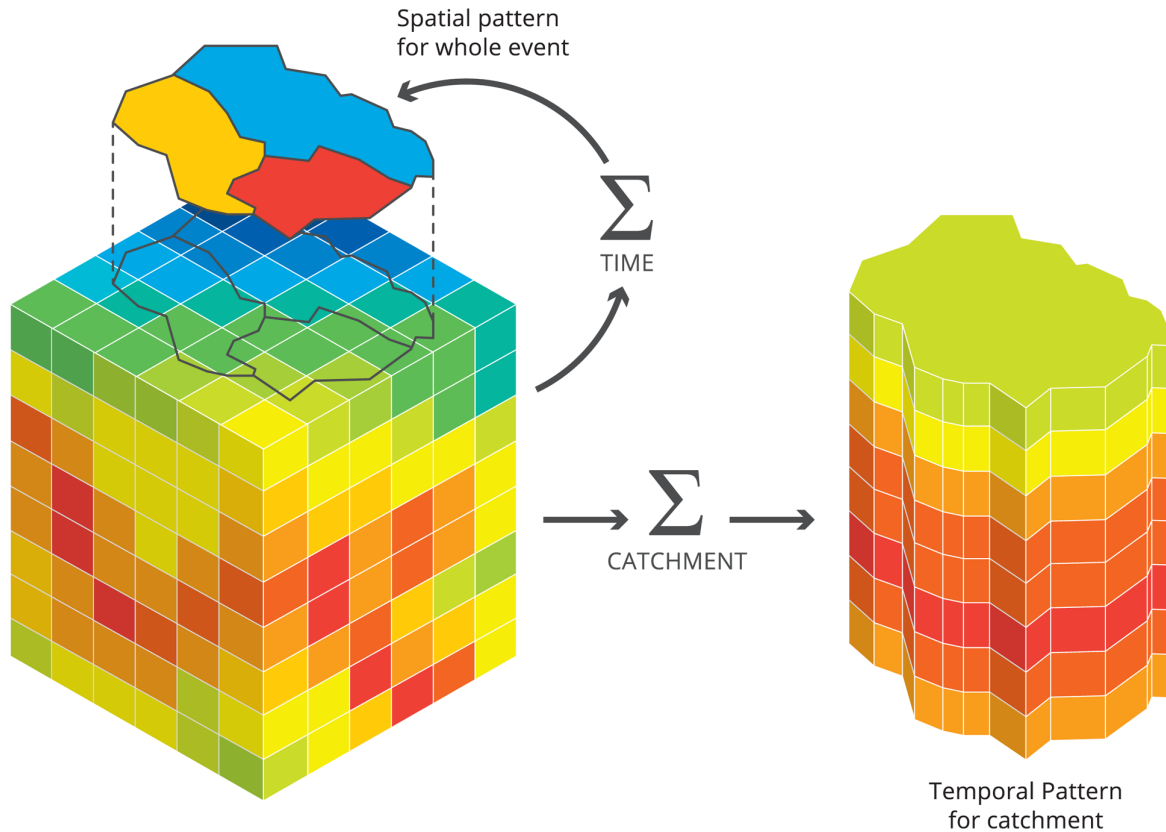 Spatial pattern
for whole event
Σ
TIME
Σ
CATCHMENT
Temporal Pattern
for catchment